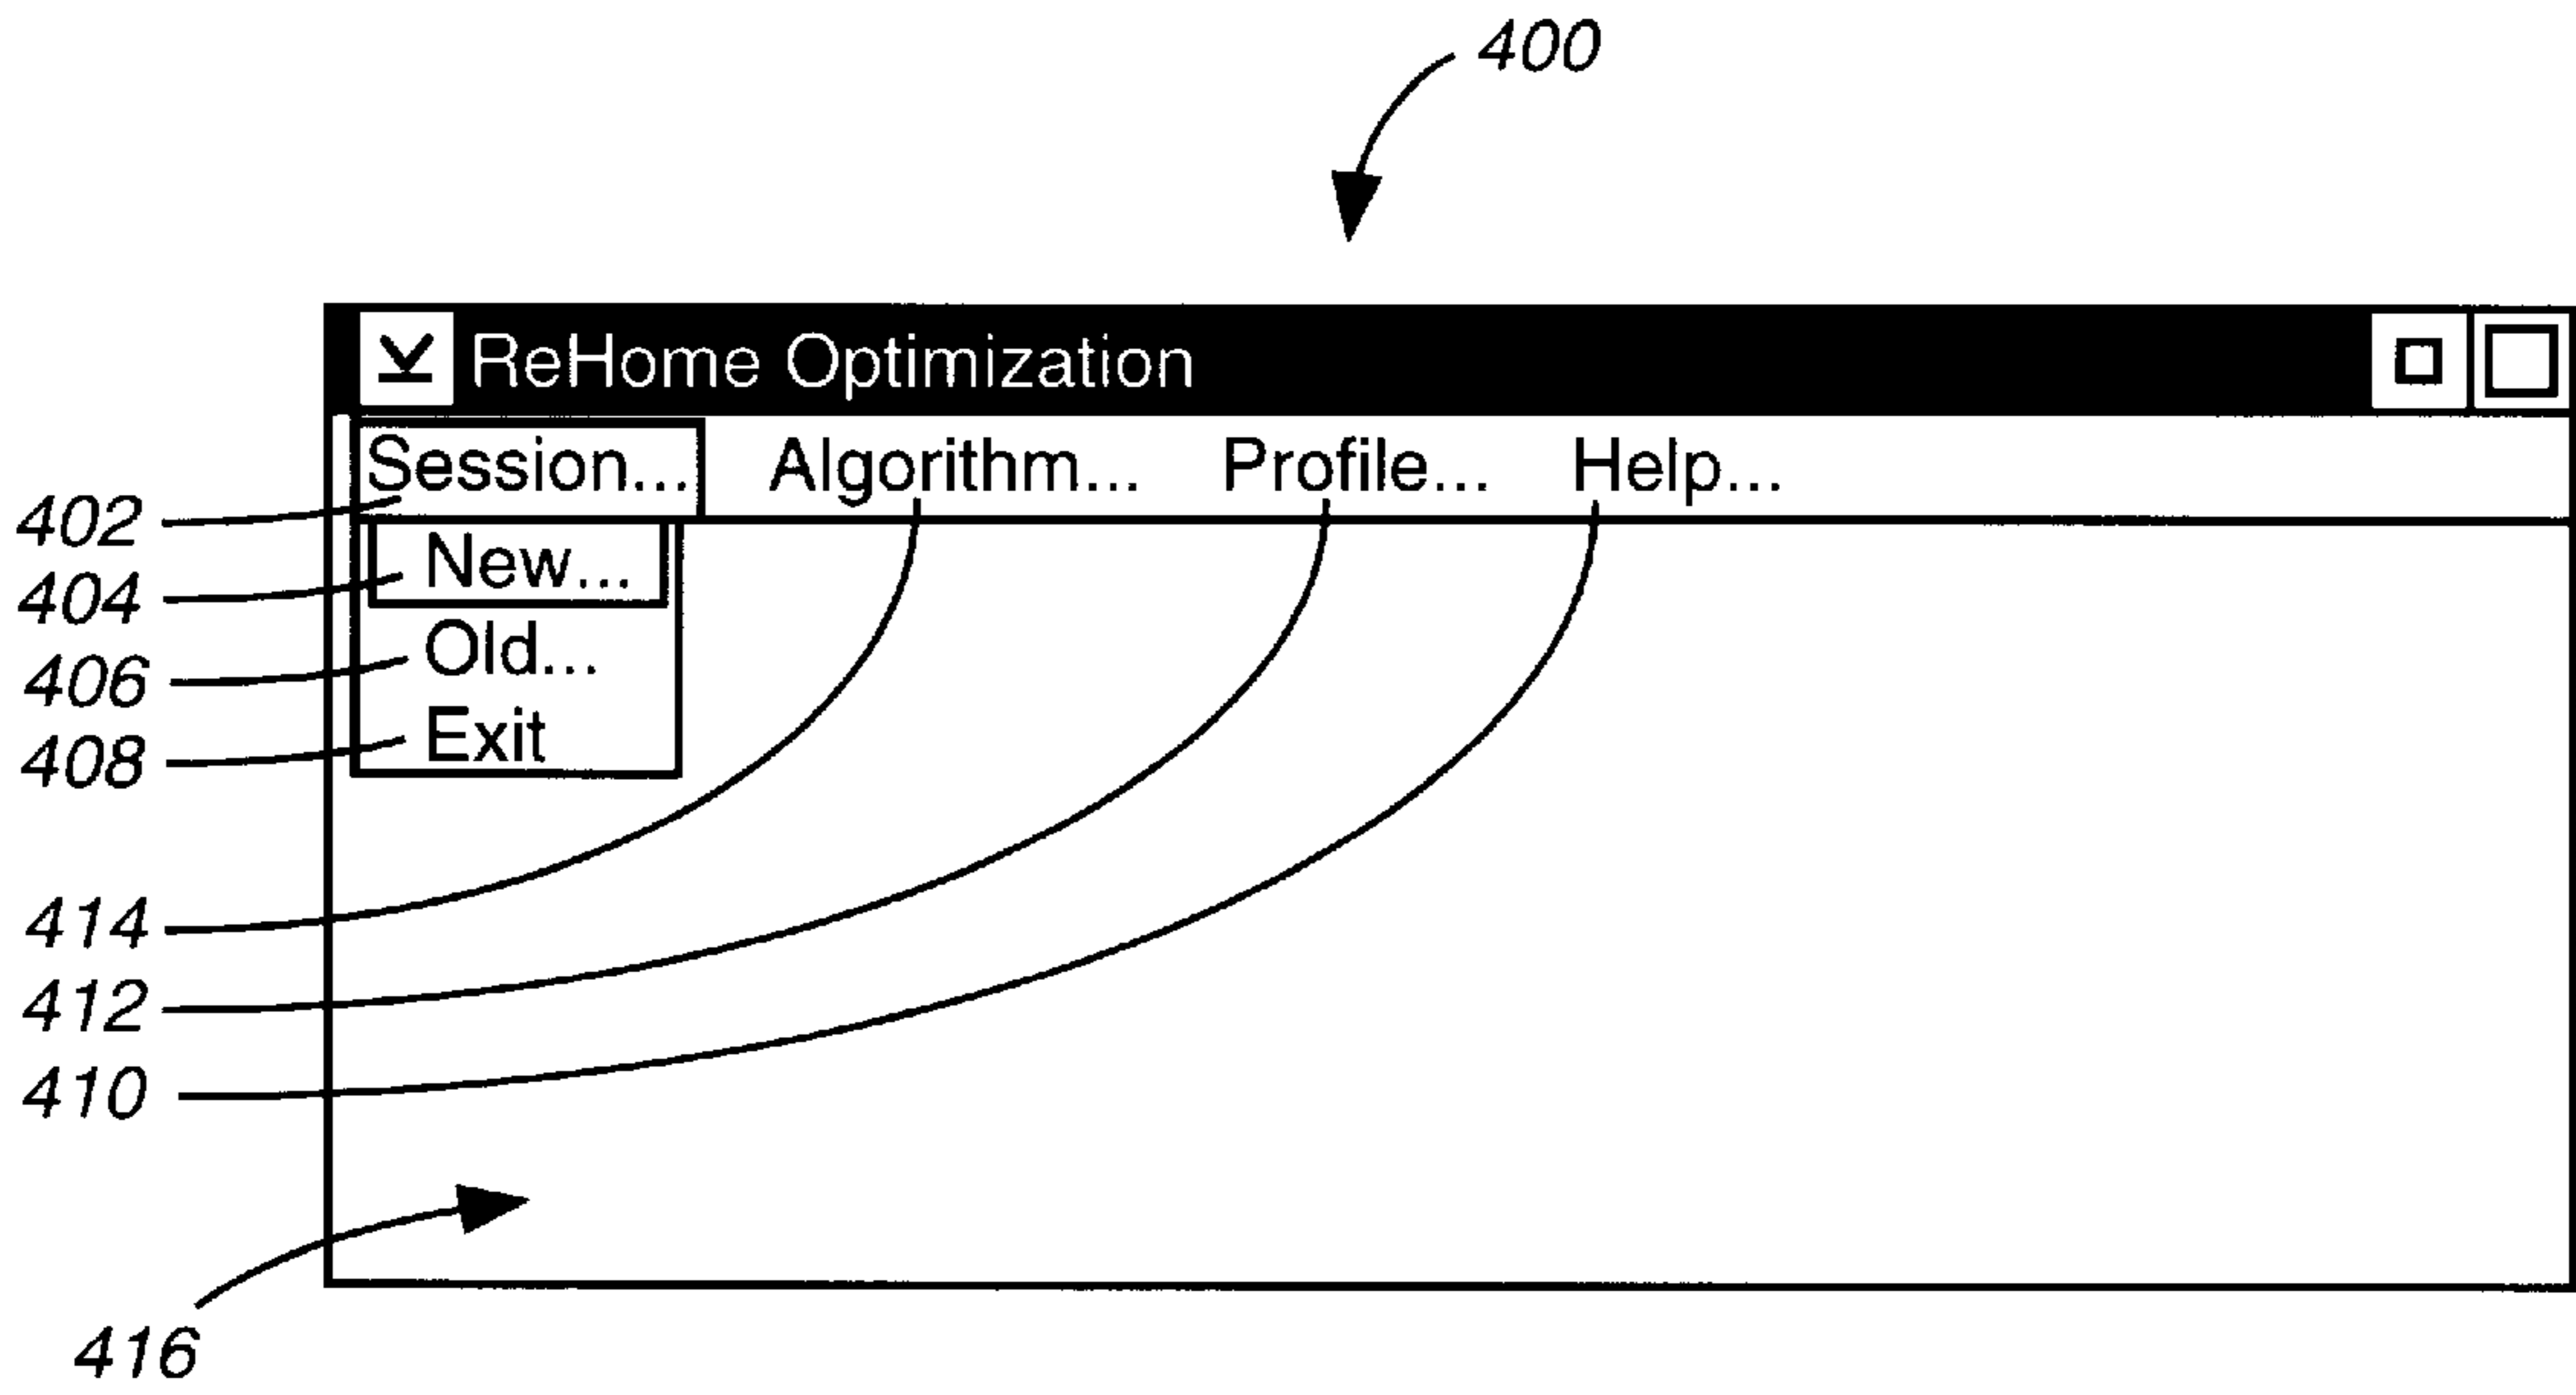 400
ReHome Optimization
Session... Algorithm... Profile... Help...
402
New...
404
Old...
406
Exit
408
414
412
410
416